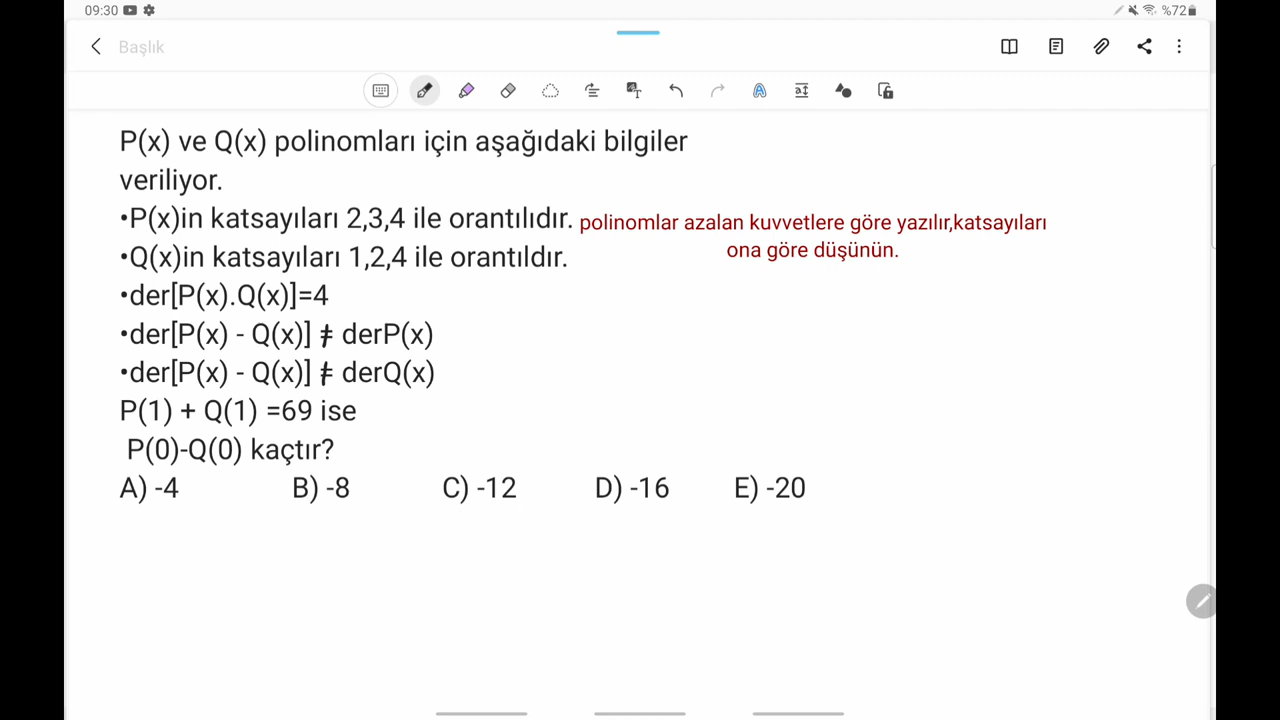 09:30
%72
Başlık
P(x) ve Q(x) polinomları için aşağıdaki bilgiler
veriliyor.
•P(x)in katsayıları 2,3,4 ile orantılıdır. polinomlar azalan kuvvetlere göre yazılır,katsayıları
ona göre düşünün.
•Q(x)in katsayıları 1,2,4 ile orantıldır.
•der[P(x).Q(x)]=4
•der[P(x) - Q(x)] ≠ derP(x)
•der[P(x) - Q(x)] ≠ derQ(x)
P(1) + Q(1) =69 ise
P(0)-Q(0) kaçtır?
A) -4 B) -8 C) -12 D) -16 E) -20